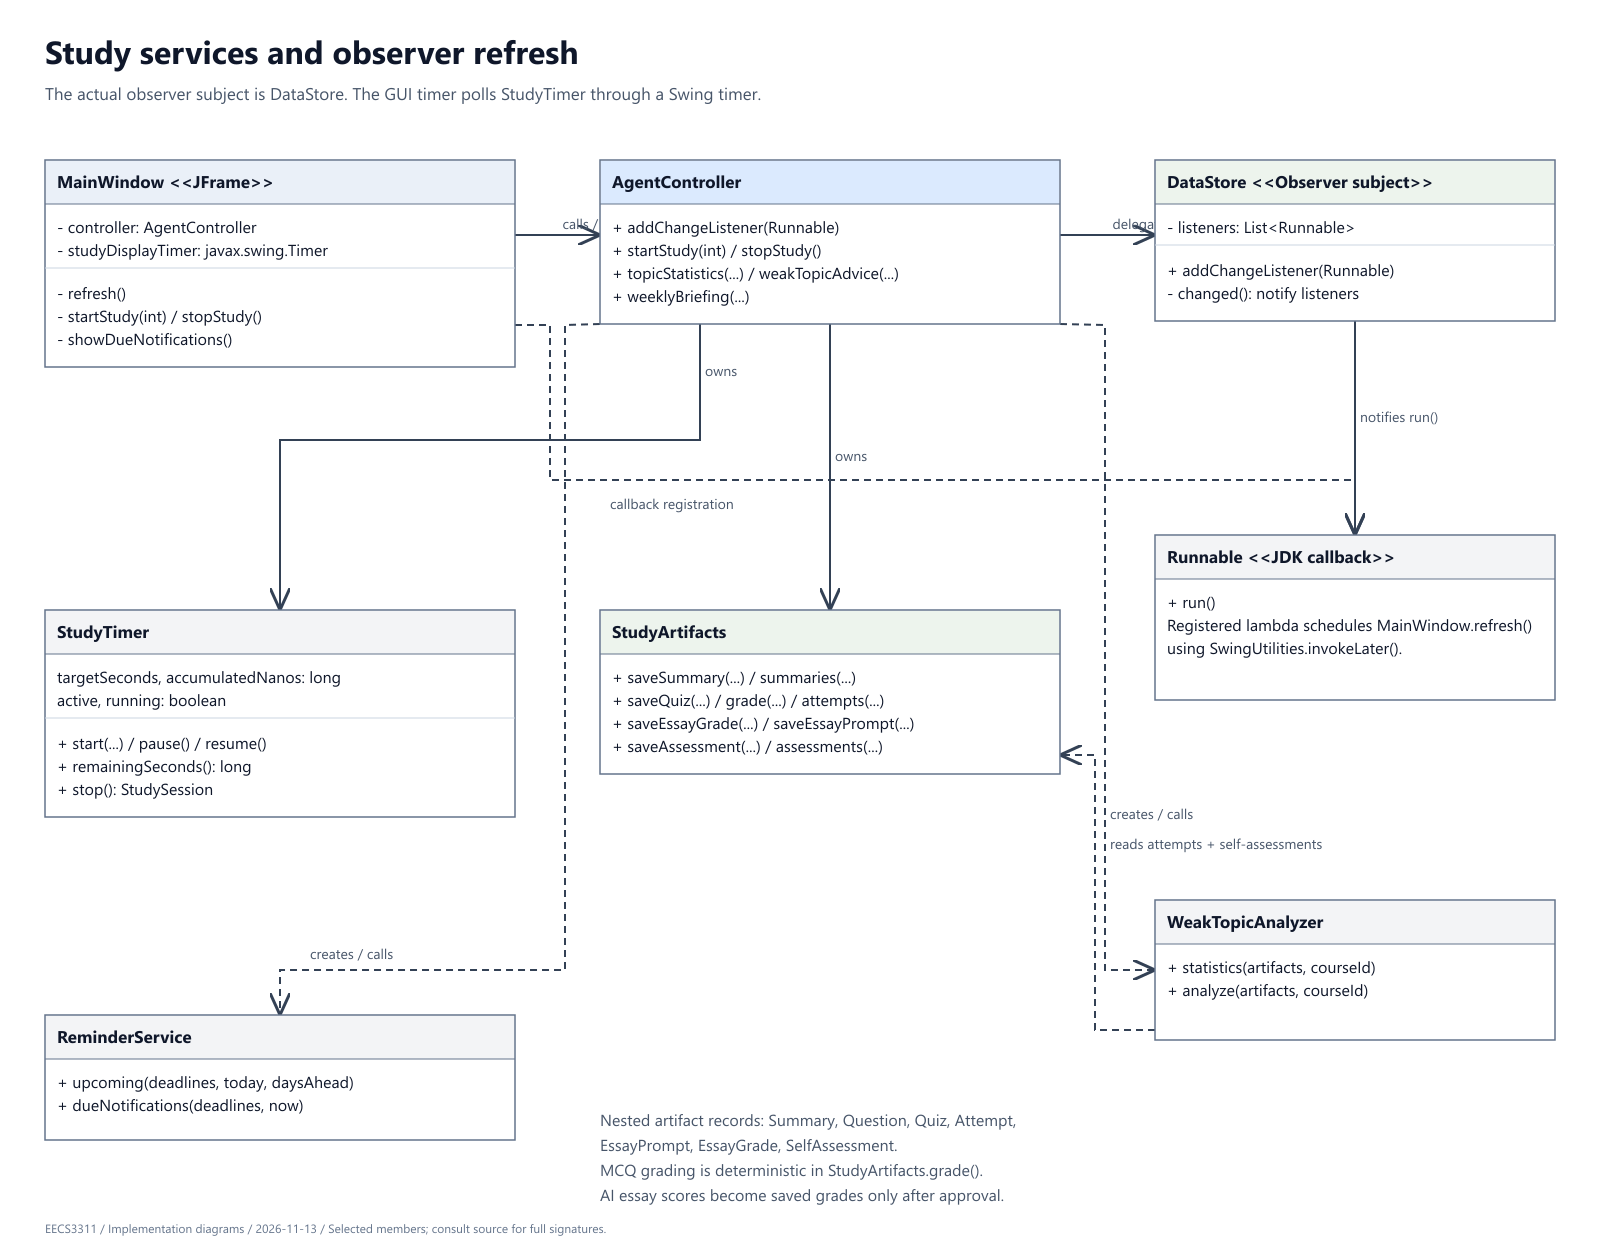 Study services and observer refresh
The actual observer subject is DataStore. The GUI timer polls StudyTimer through a Swing timer.
MainWindow <<JFrame>>
- controller: AgentController
- studyDisplayTimer: javax.swing.Timer
- refresh()
- startStudy(int) / stopStudy()
- showDueNotifications()
calls /
AgentController
+ addChangeListener(Runnable)
+ startStudy(int) / stopStudy()
+ topicStatistics(...) / weakTopicAdvice(...)
+ weeklyBriefing(...)
delega
DataStore <<Observer subject>>
- listeners: List<Runnable>
+ addChangeListener(Runnable)
- changed(): notify listeners
owns
owns
notifies run()
callback registration
Runnable <<JDK callback>>
+ run()
Registered lambda schedules MainWindow.refresh()
using SwingUtilities.invokeLater().
StudyTimer
targetSeconds, accumulatedNanos: long
active, running: boolean
+ start(...) / pause() / resume()
+ remainingSeconds(): long
+ stop(): StudySession
StudyArtifacts
+ saveSummary(...) / summaries(...)
+ saveQuiz(...) / grade(...) / attempts(...)
+ saveEssayGrade(...) / saveEssayPrompt(...)
+ saveAssessment(...) / assessments(...)
creates / calls
reads attempts + self-assessments
WeakTopicAnalyzer
+ statistics(artifacts, courseId)
+ analyze(artifacts, courseId)
creates / calls
ReminderService
+ upcoming(deadlines, today, daysAhead)
+ dueNotifications(deadlines, now)
Nested artifact records: Summary, Question, Quiz, Attempt,
EssayPrompt, EssayGrade, SelfAssessment.
MCQ grading is deterministic in StudyArtifacts.grade().
AI essay scores become saved grades only after approval.
EECS3311 / Implementation diagrams / 2026-11-13 / Selected members; consult source for full signatures.